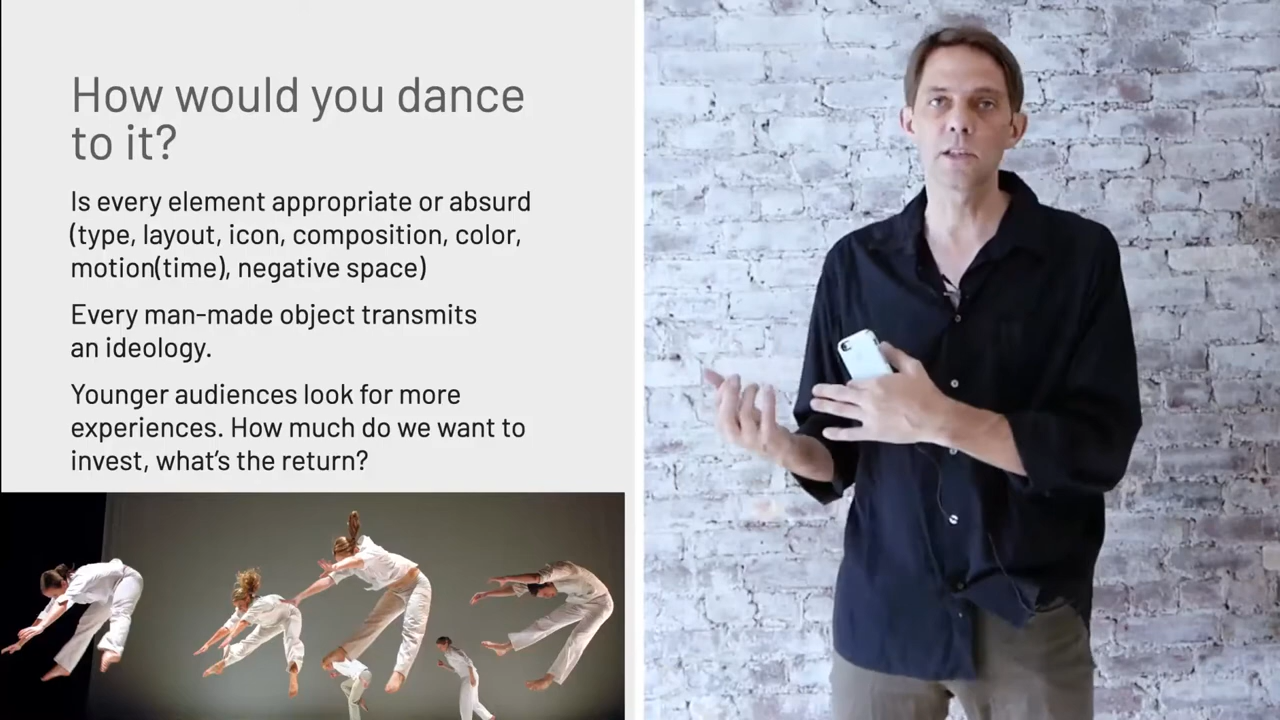 How would you dance
to it?
Is every element appropriate or absurd
(type, layout, icon, composition, color,
motion(time), negative space)
Every man-made object transmits
an ideology.
Younger audiences look for more
experiences. How much do we want to
invest, what's the return?